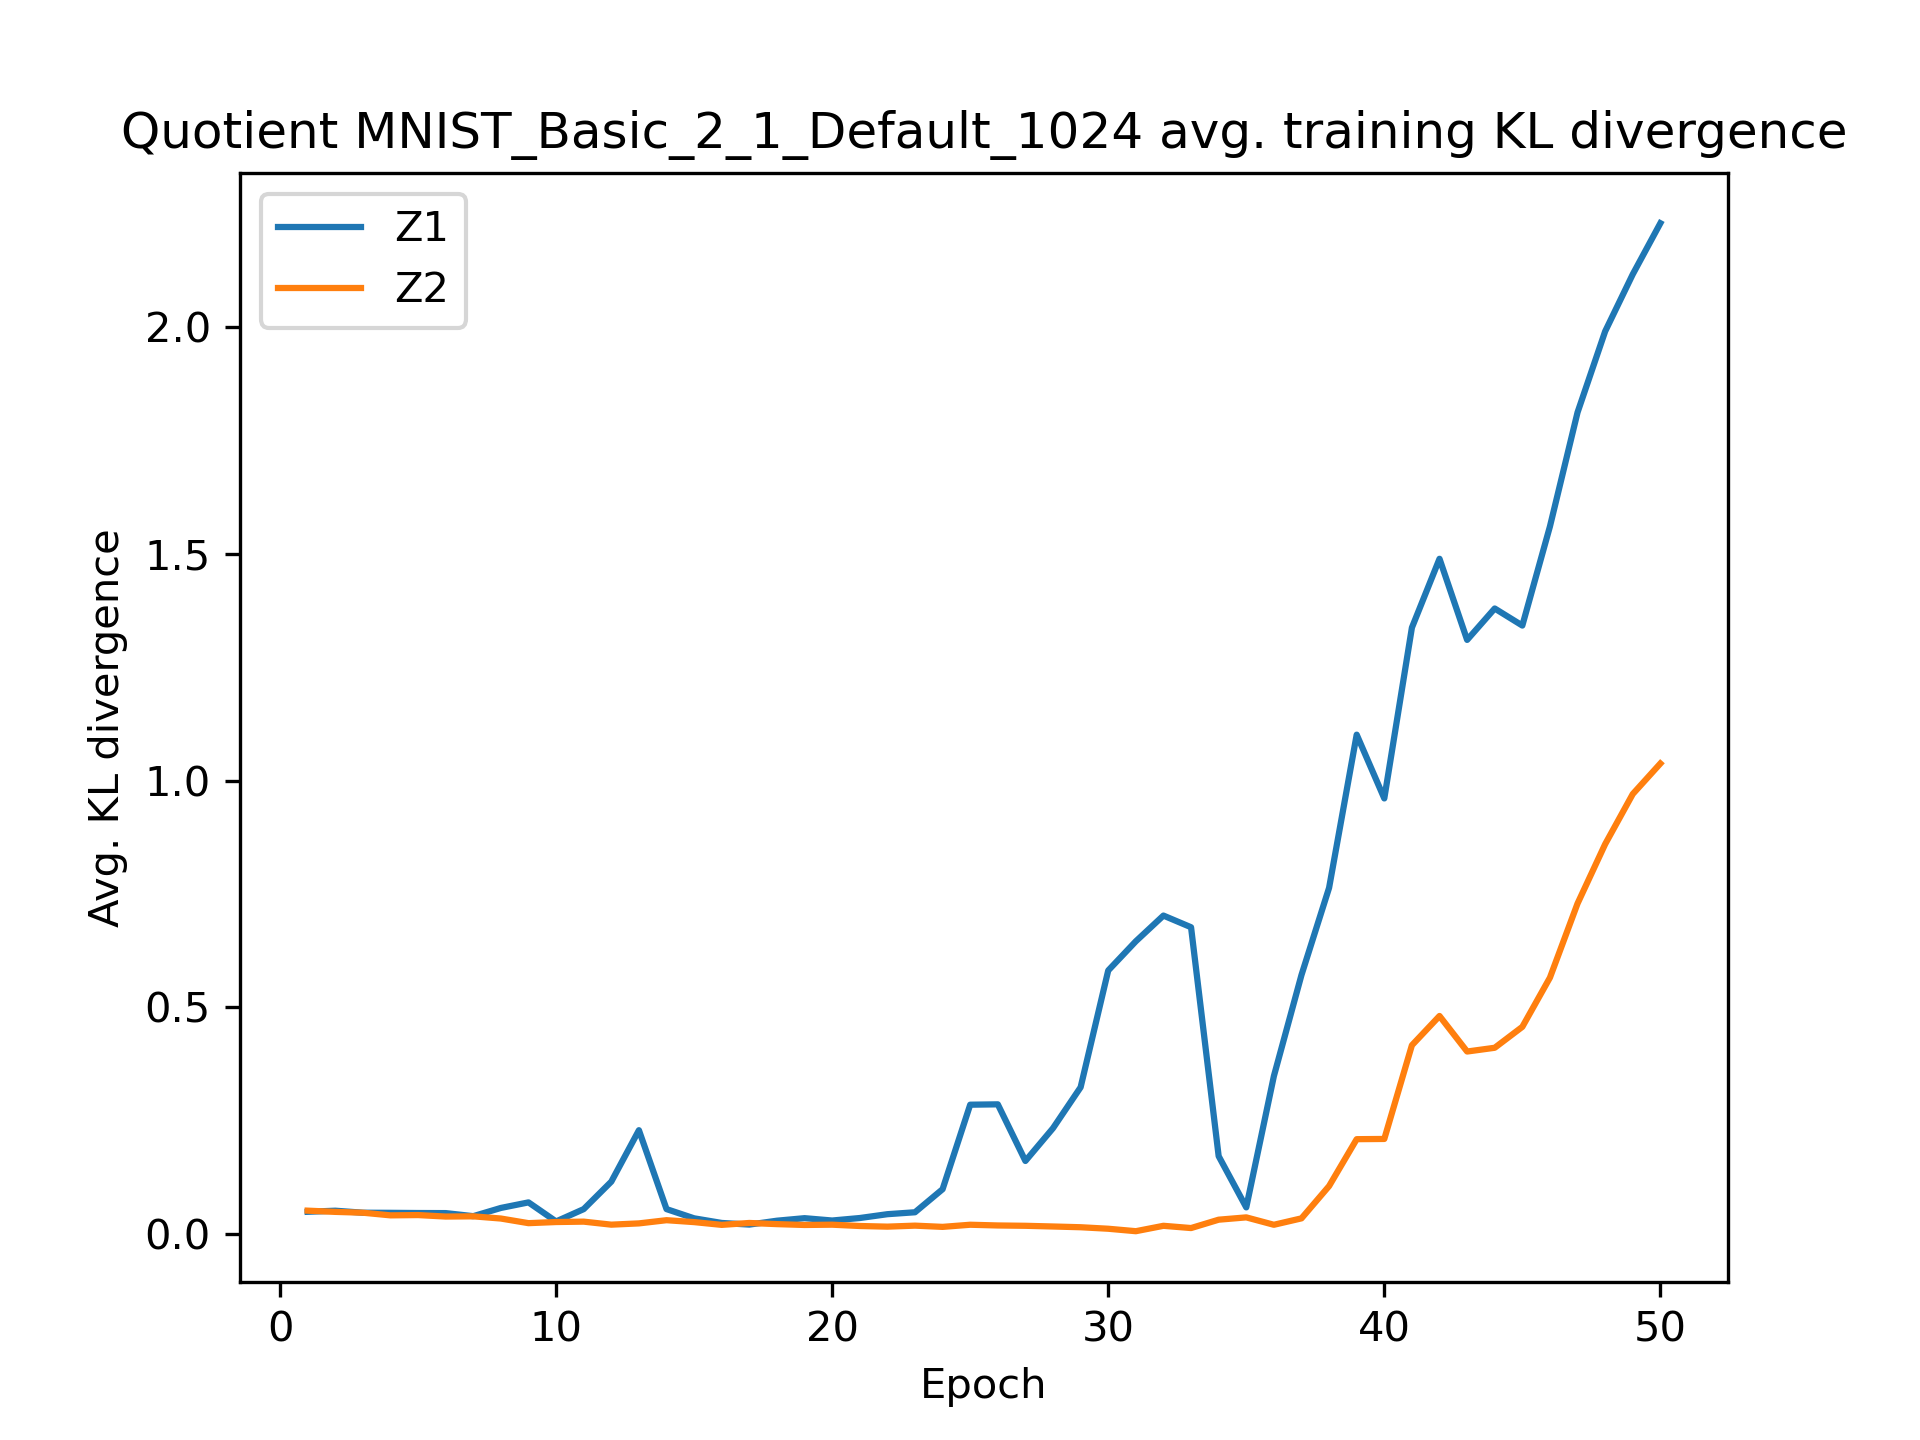 Quotient MNIST_Basic_2_1_Default_1024 avg. training KL divergence
Z1
Z2
Avg. KL divergence
2.0
1.5
1.0
0.5
0.0
0 10 20 30 40 50
Epoch